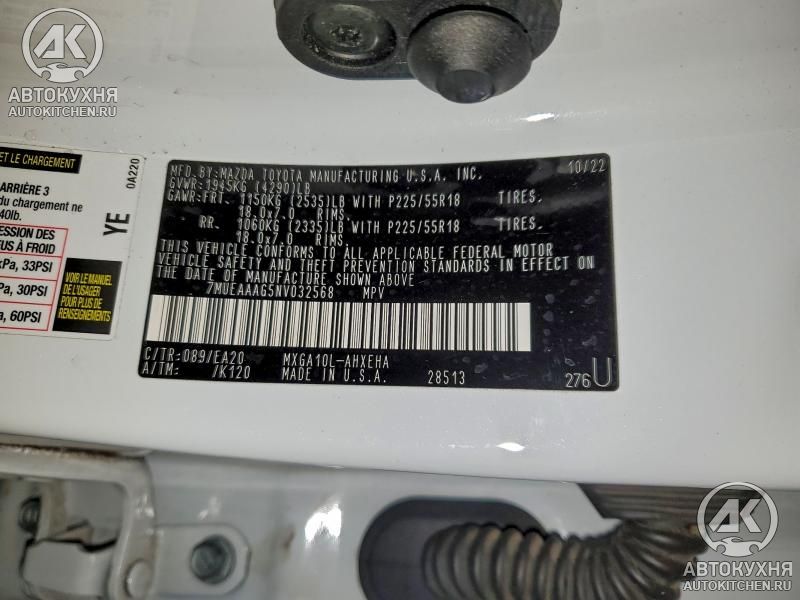 AK
АВТОКУХНЯ
AUTOKITCHEN.RU
ET LE CHARGEMENT
ARRIÈRE 3
du chargement ne
40lb.
0A220
YE
ESSION DES
EUS À FROID
kPa, 33PSI
Pa, 30PSI
a, 60PSI
VOIR LE MANUEL
DE L'USAGER
POUR PLUS DE
RENSEIGNEMENTS
MFD.BY:MAZDA TOYOTA MANUFACTURING U.S.A. INC. 10/22
GVWR:1945KG (4290)LB
GAWR:FRT. 1150KG (2535)LB WITH P225/55R18 TIRES.
18.0x7.0 RIMS.
RR. 1060KG (2335)LB WITH P225/55R18 TIRES.
18.0x7.0 RIMS.
THIS VEHICLE CONFORMS TO ALL APPLICABLE FEDERAL MOTOR
VEHICLE SAFETY AND THEFT PREVENTION STANDARDS IN EFFECT ON
THE DATE OF MANUFACTURE SHOWN ABOVE
7MUEAAAG5NV032568 MPV
C/TR:089/EA20 MXGA10L-AHXEHA
A/TM: /K120 MADE IN U.S.A. 28513 276U
AK
АВТОКУХНЯ
AUTOKITCHEN.RU